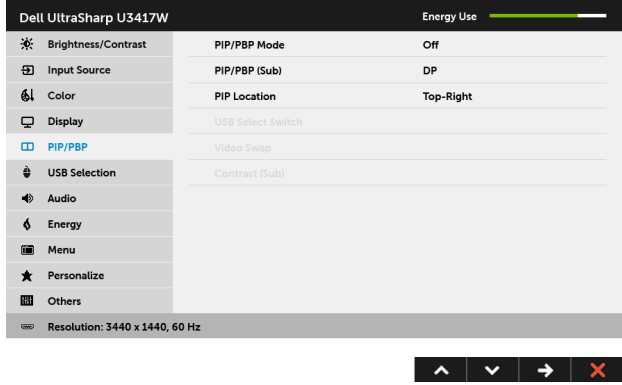 Dell UltraSharp U3417W Energy Use
Brightness/Contrast PIP/PBP Mode Off
Input Source PIP/PBP (Sub) DP
Color PIP Location Top-Right
Display USB Select Switch
PIP/PBP Video Swap
USB Selection Contrast (Sub)
Audio
Energy
Menu
Personalize
Others
Resolution: 3440 x 1440, 60 Hz